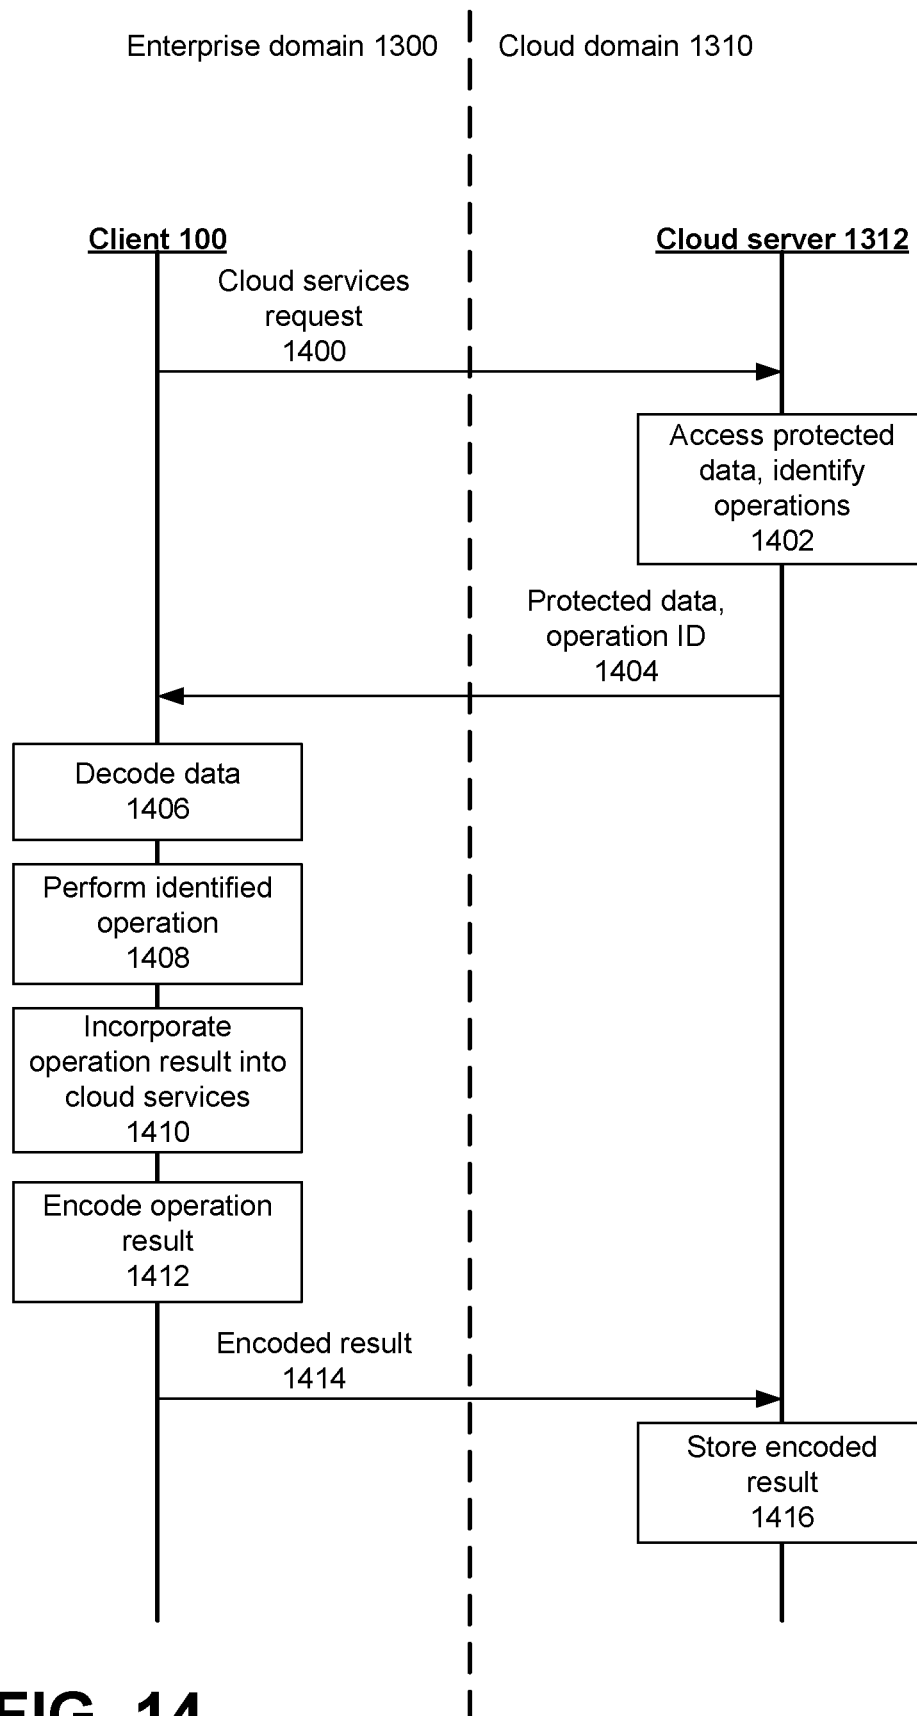 Enterprise domain 1300
Cloud domain 1310
Client 100
Cloud server 1312
Cloud services
request
1400
Access protected
data, identify
operations
1402
Protected data,
operation ID
1404
Decode data
1406
Perform identified
operation
1408
Incorporate
operation result into
cloud services
1410
Encode operation
result
1412
Encoded result
1414
Store encoded
result
1416
FIG. 14